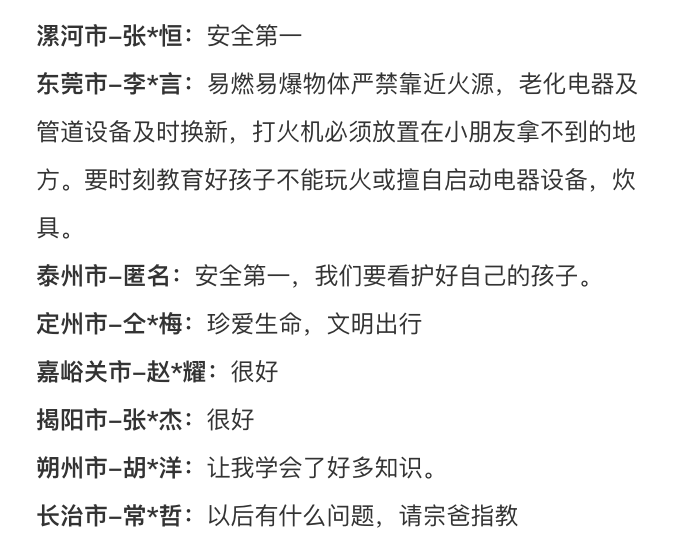 漯河市–张*恒：安全第一
东莞市–李*言：易燃易爆物体严禁靠近火源，老化电器及
管道设备及时换新，打火机必须放置在小朋友拿不到的地
方。要时刻教育好孩子不能玩火或擅自启动电器设备，炊
具。
泰州市–匿名：安全第一，我们要看护好自己的孩子。
定州市–仝*梅：珍爱生命，文明出行
嘉峪关市–赵*耀：很好
揭阳市–张*杰：很好
朔州市–胡*洋：让我学会了好多知识。
长治市–常*哲：以后有什么问题，请宗爸指教